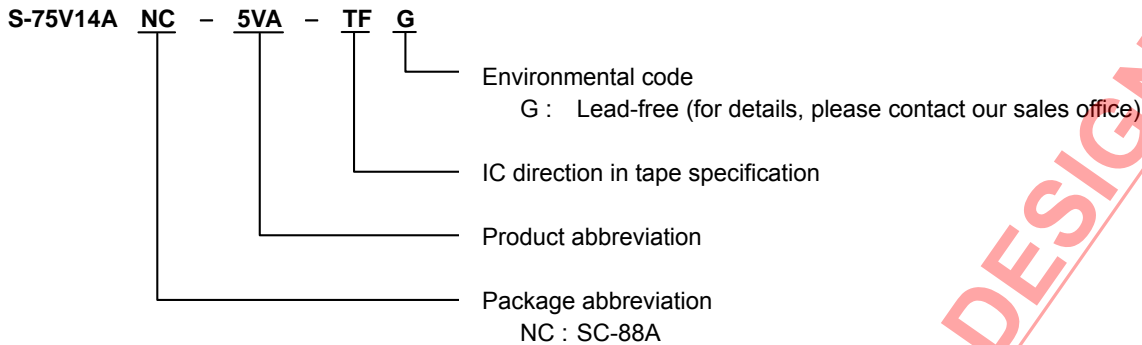 S-75V14A NC – 5VA – TF G
Environmental code
G : Lead-free (for details, please contact our sales office)
IC direction in tape specification
Product abbreviation
Package abbreviation
NC : SC-88A
DESIGN